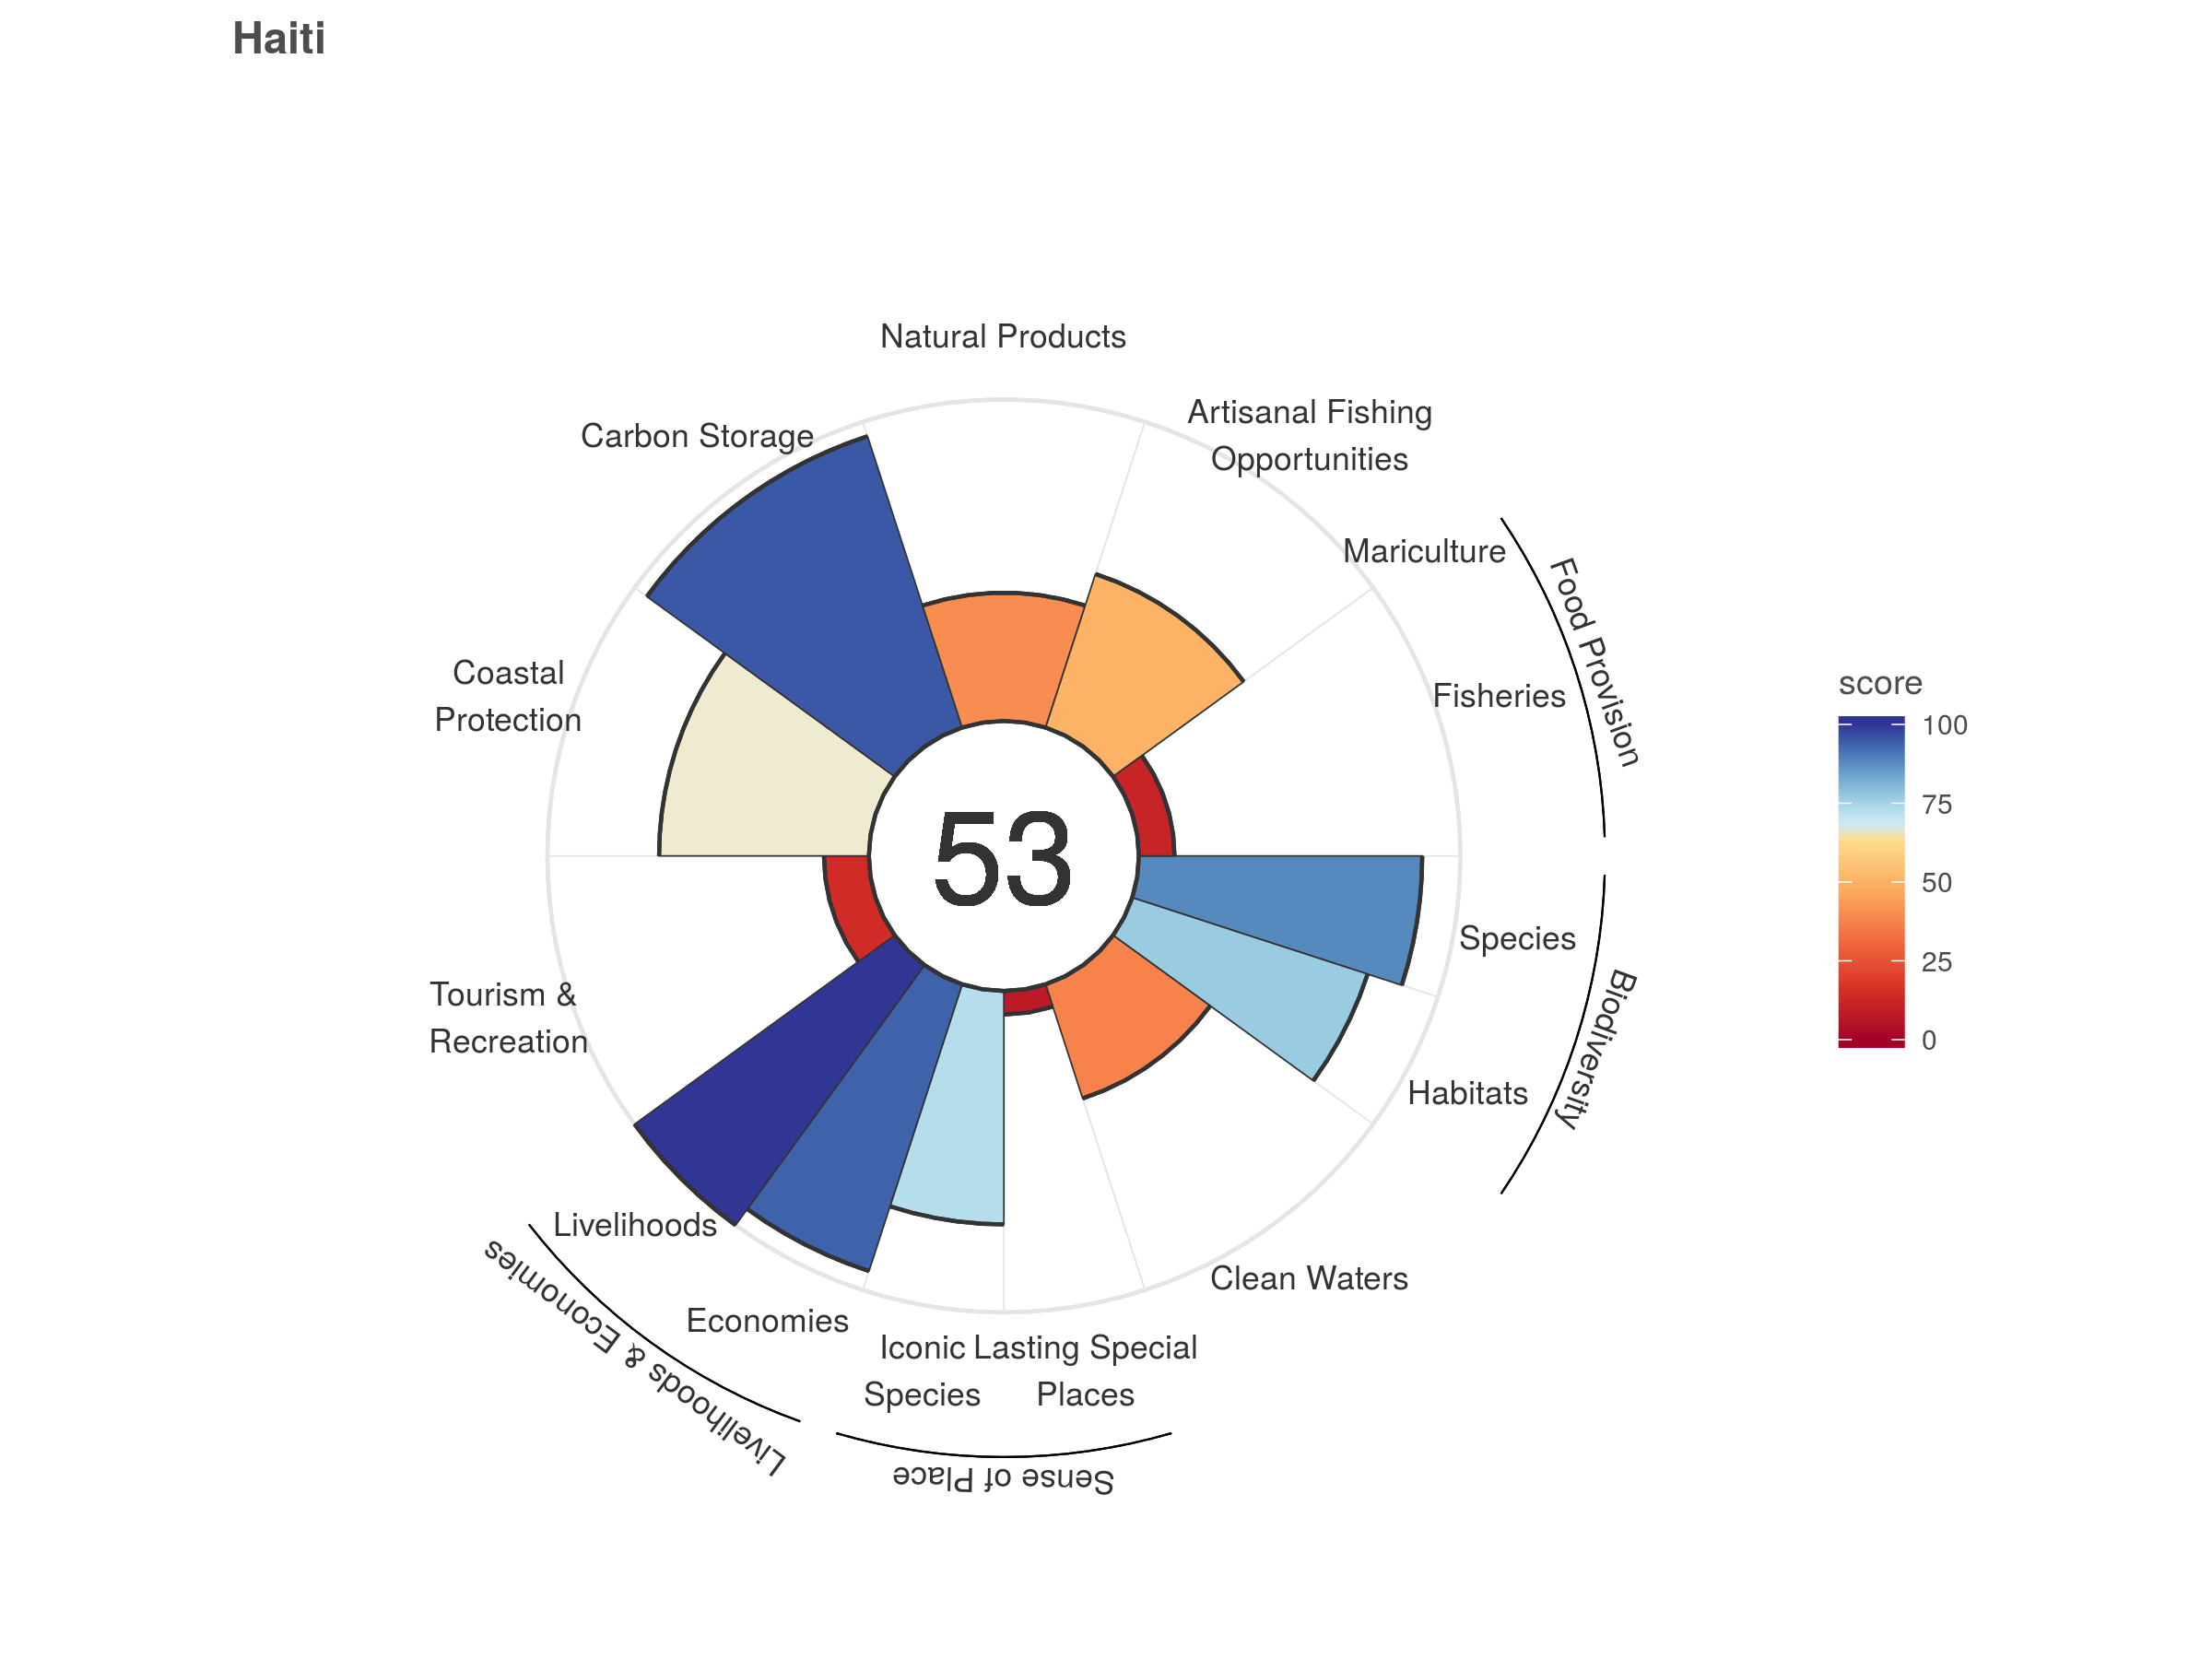 Haiti
Natural Products
Artisanal Fishing
Opportunities
Carbon Storage
Mariculture
Food Provision
Coastal
Protection
Fisheries
score
100
75
50
25
0
53
Species
Biodiversity
Tourism &
Recreation
Habitats
Livelihoods
Livelihoods & Economies
Clean Waters
Economies
Iconic
Species
Lasting Special
Places
Sense of Place